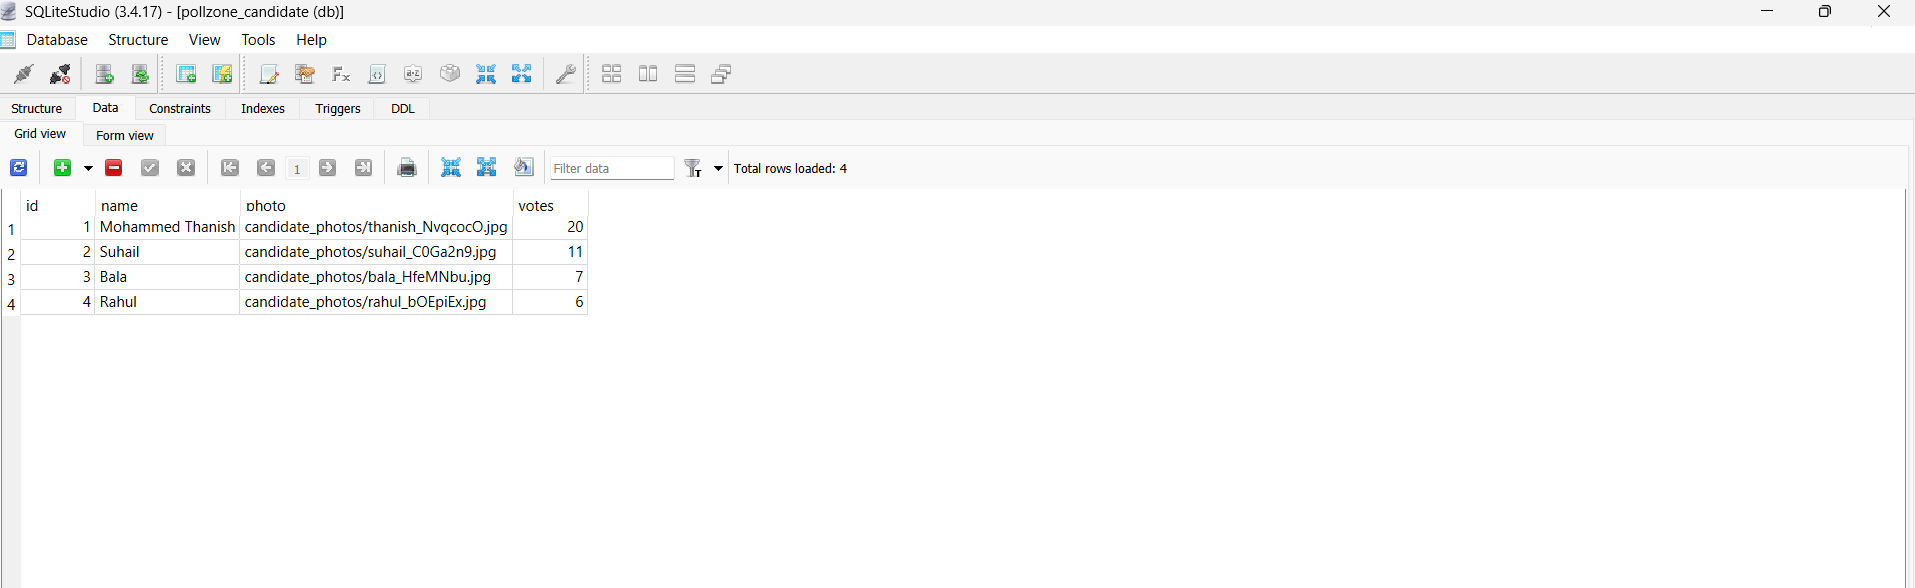 SQLiteStudio (3.4.17) - [pollzone_candidate (db)]
Database Structure View Tools Help
Structure Data Constraints Indexes Triggers DDL
Grid view Form view
1 Filter data T Total rows loaded: 4
id name photo votes
1 1 Mohammed Thanish candidate_photos/thanish_NvqcocO.jpg 20
2 2 Suhail candidate_photos/suhail_C0Ga2n9.jpg 11
3 3 Bala candidate_photos/bala_HfeMNbu.jpg 7
4 4 Rahul candidate_photos/rahul_bOEpiEx.jpg 6